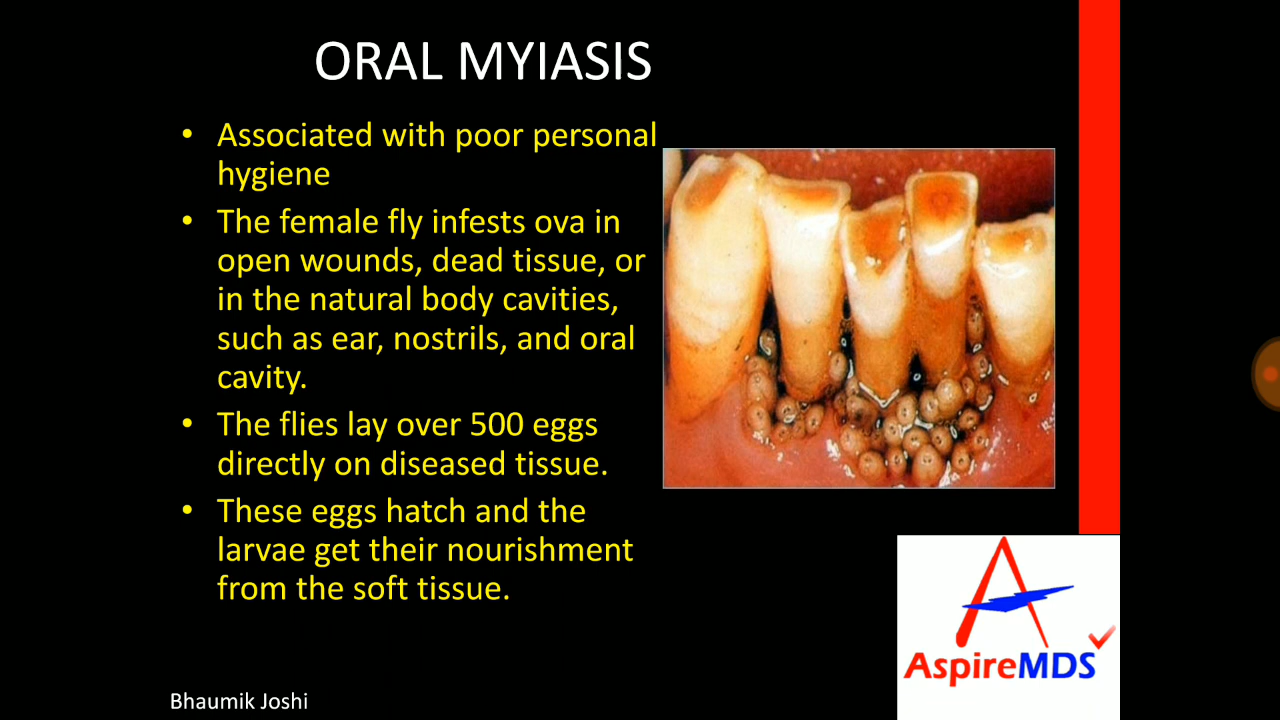 ORAL MYIASIS
• Associated with poor personal
hygiene
• The female fly infests ova in
open wounds, dead tissue, or
in the natural body cavities,
such as ear, nostrils, and oral
cavity.
• The flies lay over 500 eggs
directly on diseased tissue.
• These eggs hatch and the
larvae get their nourishment
from the soft tissue.
AspireMDS
Bhaumik Joshi